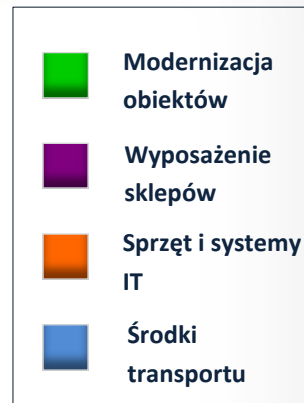 Modernizacja
obiektów
Wyposażenie
sklepów
Sprzęt i systemy
IT
Środki
transportu